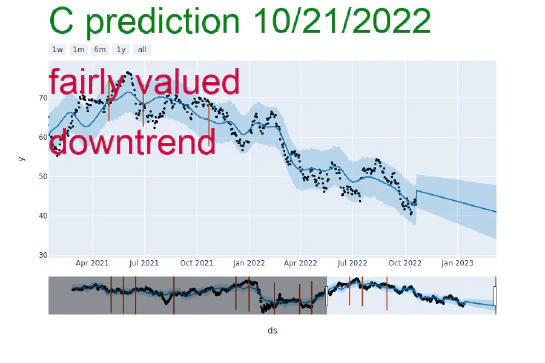 C prediction 10/21/2022
1w 1m 6m 1y all
fairly valued
downtrend
70
60
50
40
30
y
Apr 2021 Jul 2021 Oct 2021 Jan 2022 Apr 2022 Jul 2022 Oct 2022 Jan 2023
ds